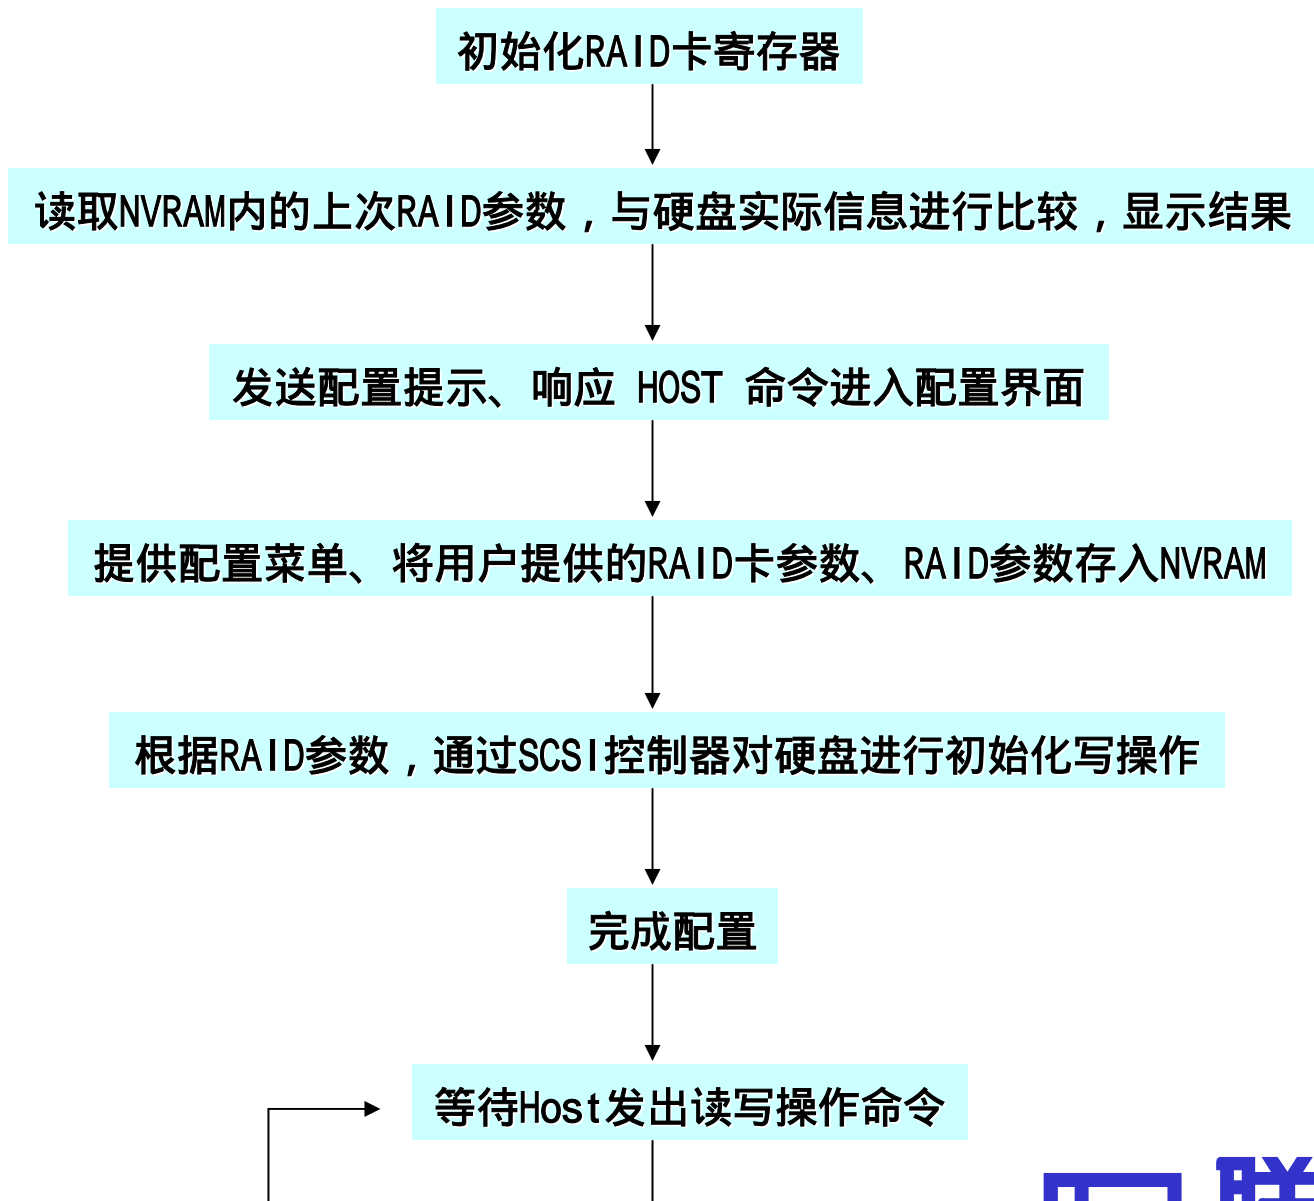 初始化RAID卡寄存器
读取NVRAM内的上次RAID参数，与硬盘实际信息进行比较，显示结果
发送配置提示、响应 HOST 命令进入配置界面
提供配置菜单、将用户提供的RAID卡参数、RAID参数存入NVRAM
根据RAID参数，通过SCSI控制器对硬盘进行初始化写操作
完成配置
等待Host发出读写操作命令